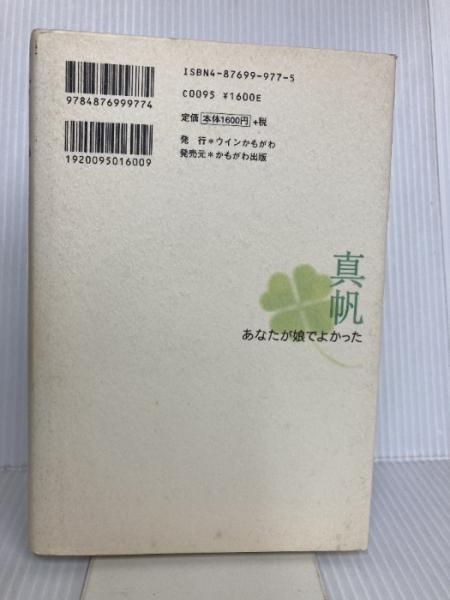 ISBN4-87699-977-5
C0095 ¥1600E
定価 本体1600円 +税
発 行*ウインかもがわ
発売元*かもがわ出版
9784876999774
1920095016009
真帆
あなたが娘でよかった